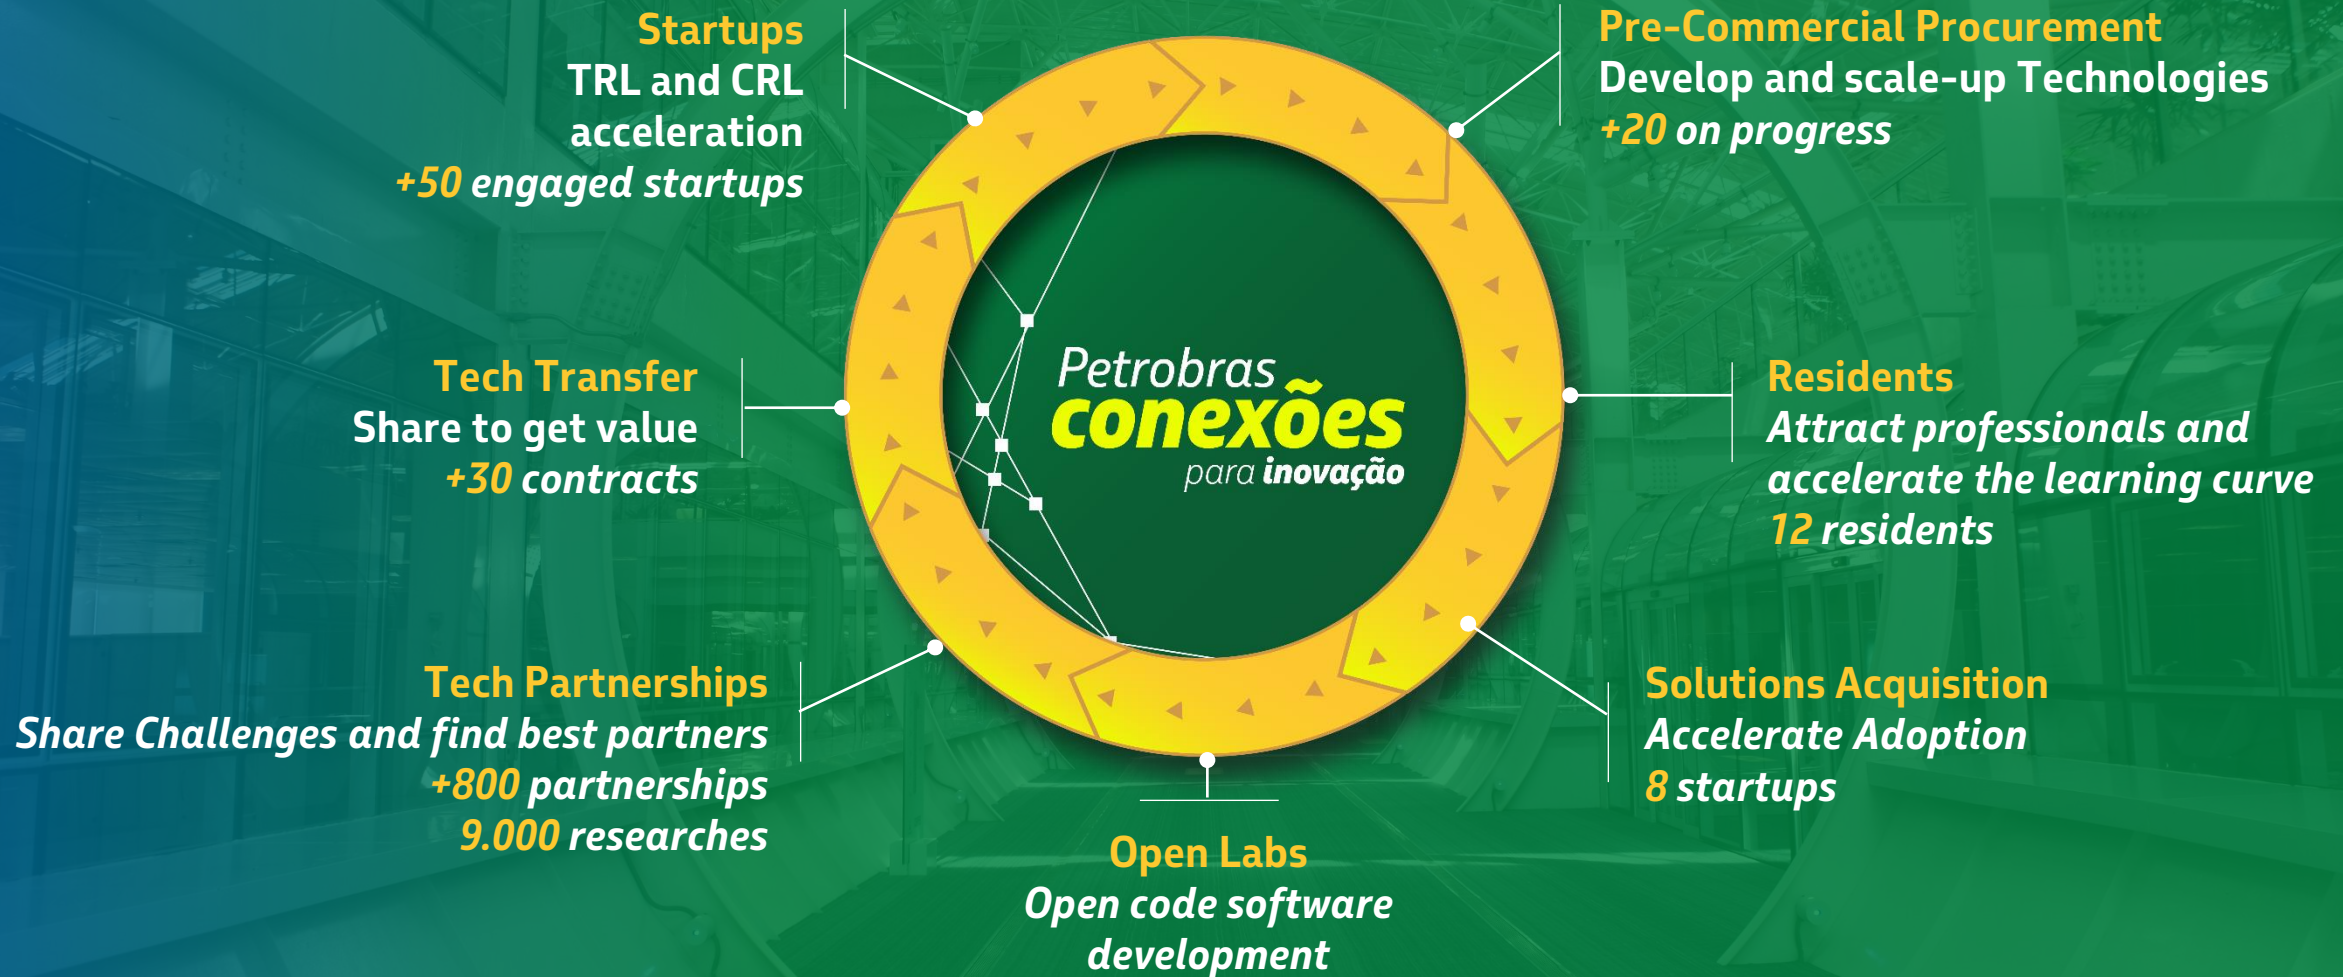 Startups
TRL and CRL
acceleration
+50 engaged startups
Pre-Commercial Procurement
Develop and scale-up Technologies
+20 on progress
Petrobras
conexões
para inovação
Tech Transfer
Share to get value
+30 contracts
Residents
Attract professionals and
accelerate the learning curve
12 residents
Tech Partnerships
Share Challenges and find best partners
+800 partnerships
9.000 researches
Solutions Acquisition
Accelerate Adoption
8 startups
Open Labs
Open code software
development